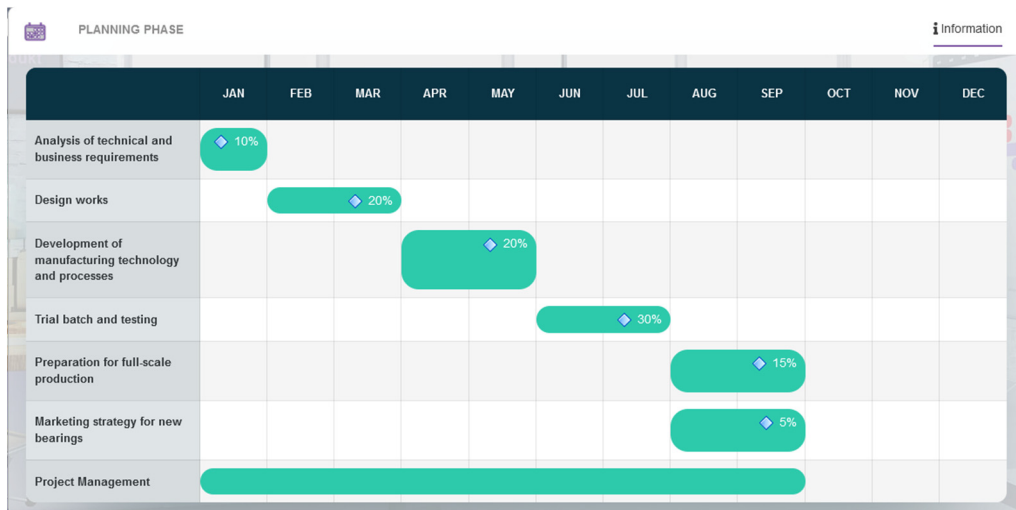 PLANNING PHASE
Information
JAN FEB MAR APR MAY JUN JUL AUG SEP OCT NOV DEC
Analysis of technical and
business requirements
10%
Design works
20%
Development of
manufacturing technology
and processes
20%
Trial batch and testing
30%
Preparation for full-scale
production
15%
Marketing strategy for new
bearings
5%
Project Management